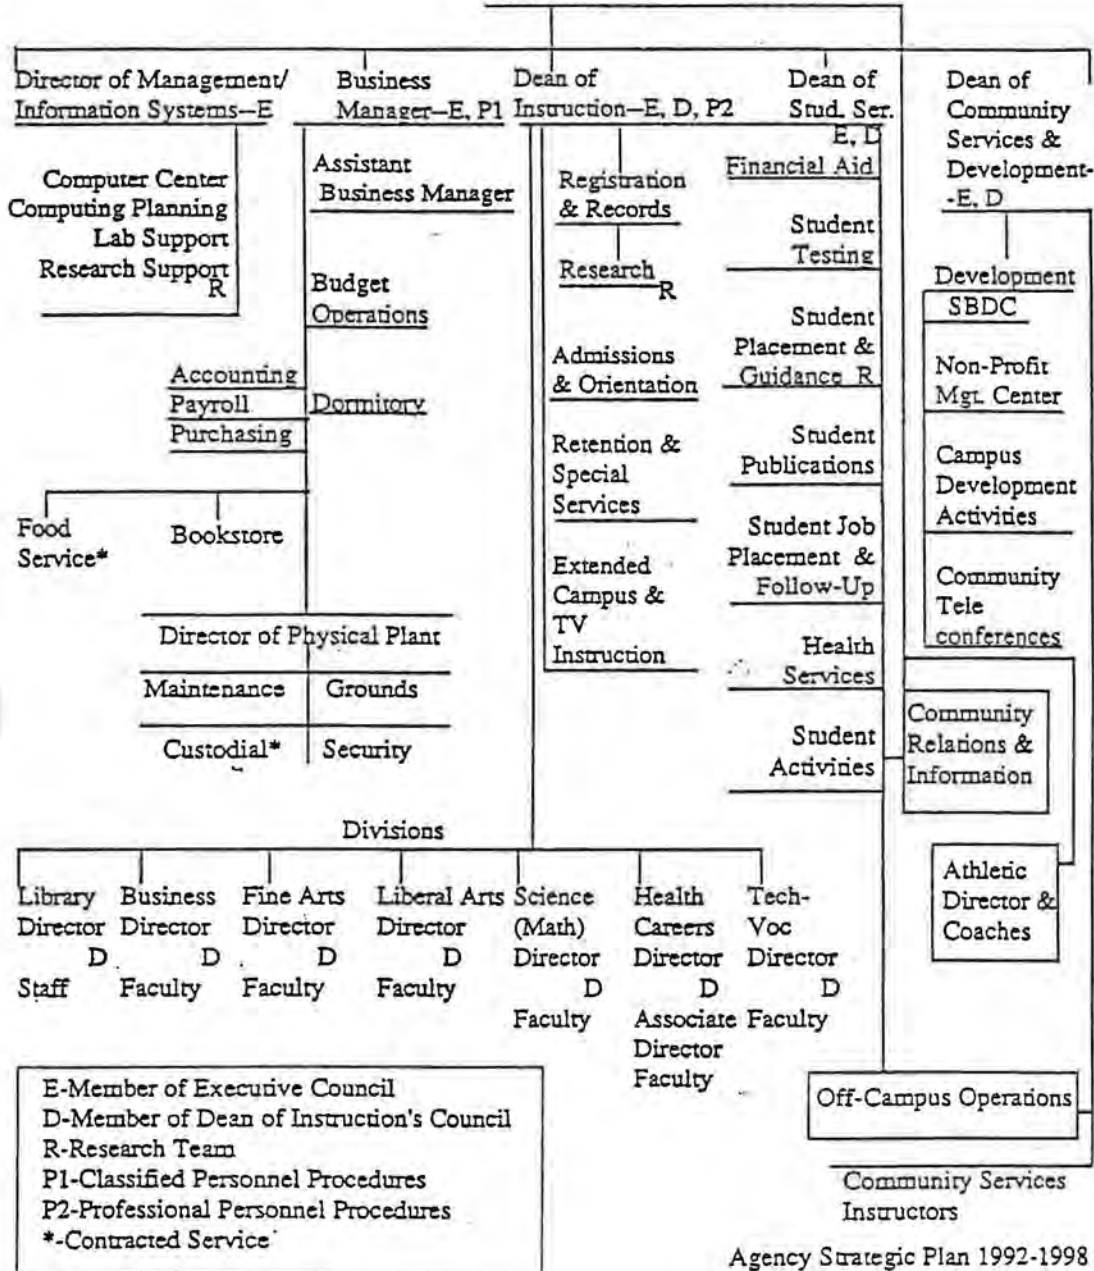 Director of Management/
Information Systems--E
Business
Manager--E, P1
Dean of
Instruction--E, D, P2
Dean of
Stud. Ser.
E, D
Dean of
Community
Services &
Development-
-E, D
Computer Center
Computing Planning
Lab Support
Research Support
R
Assistant
Business Manager
Budget
Operations
Accounting
Payroll
Purchasing
Dormitory
Food
Service*
Bookstore
Director of Physical Plant
Maintenance
Grounds
Custodial*
Security
Registration
& Records
Research
R
Admissions
& Orientation
Retention &
Special
Services
Extended
Campus &
TV
Instruction
Financial Aid
Student
Testing
Student
Placement &
Guidance R
Student
Publications
Student Job
Placement &
Follow-Up
Health
Services
Student
Activities
Development
SBDC
Non-Profit
Mgt. Center
Campus
Development
Activities
Community
Tele
conferences
Community
Relations &
Information
Athletic
Director &
Coaches
Divisions
Library
Director
D
Staff
Business
Director
D
Faculty
Fine Arts
Director
D
Faculty
Liberal Arts
Director
D
Faculty
Science
(Math)
Director
D
Faculty
Health
Careers
Director
D
Associate
Director
Faculty
Tech-
Voc
Director
D
Faculty
Off-Campus Operations
Community Services
Instructors
E-Member of Executive Council
D-Member of Dean of Instruction's Council
R-Research Team
P1-Classified Personnel Procedures
P2-Professional Personnel Procedures
*-Contracted Service
Agency Strategic Plan 1992-1998